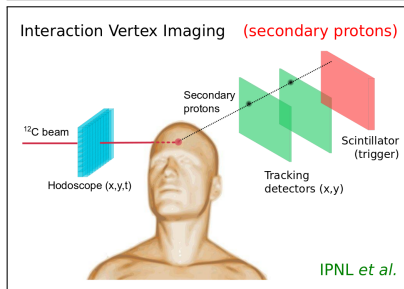 Interaction Vertex Imaging (secondary protons)
Secondary
protons
¹²C beam
Hodoscope (x,y,t)
Scintillator
(trigger)
Tracking
detectors (x,y)
IPNL et al.